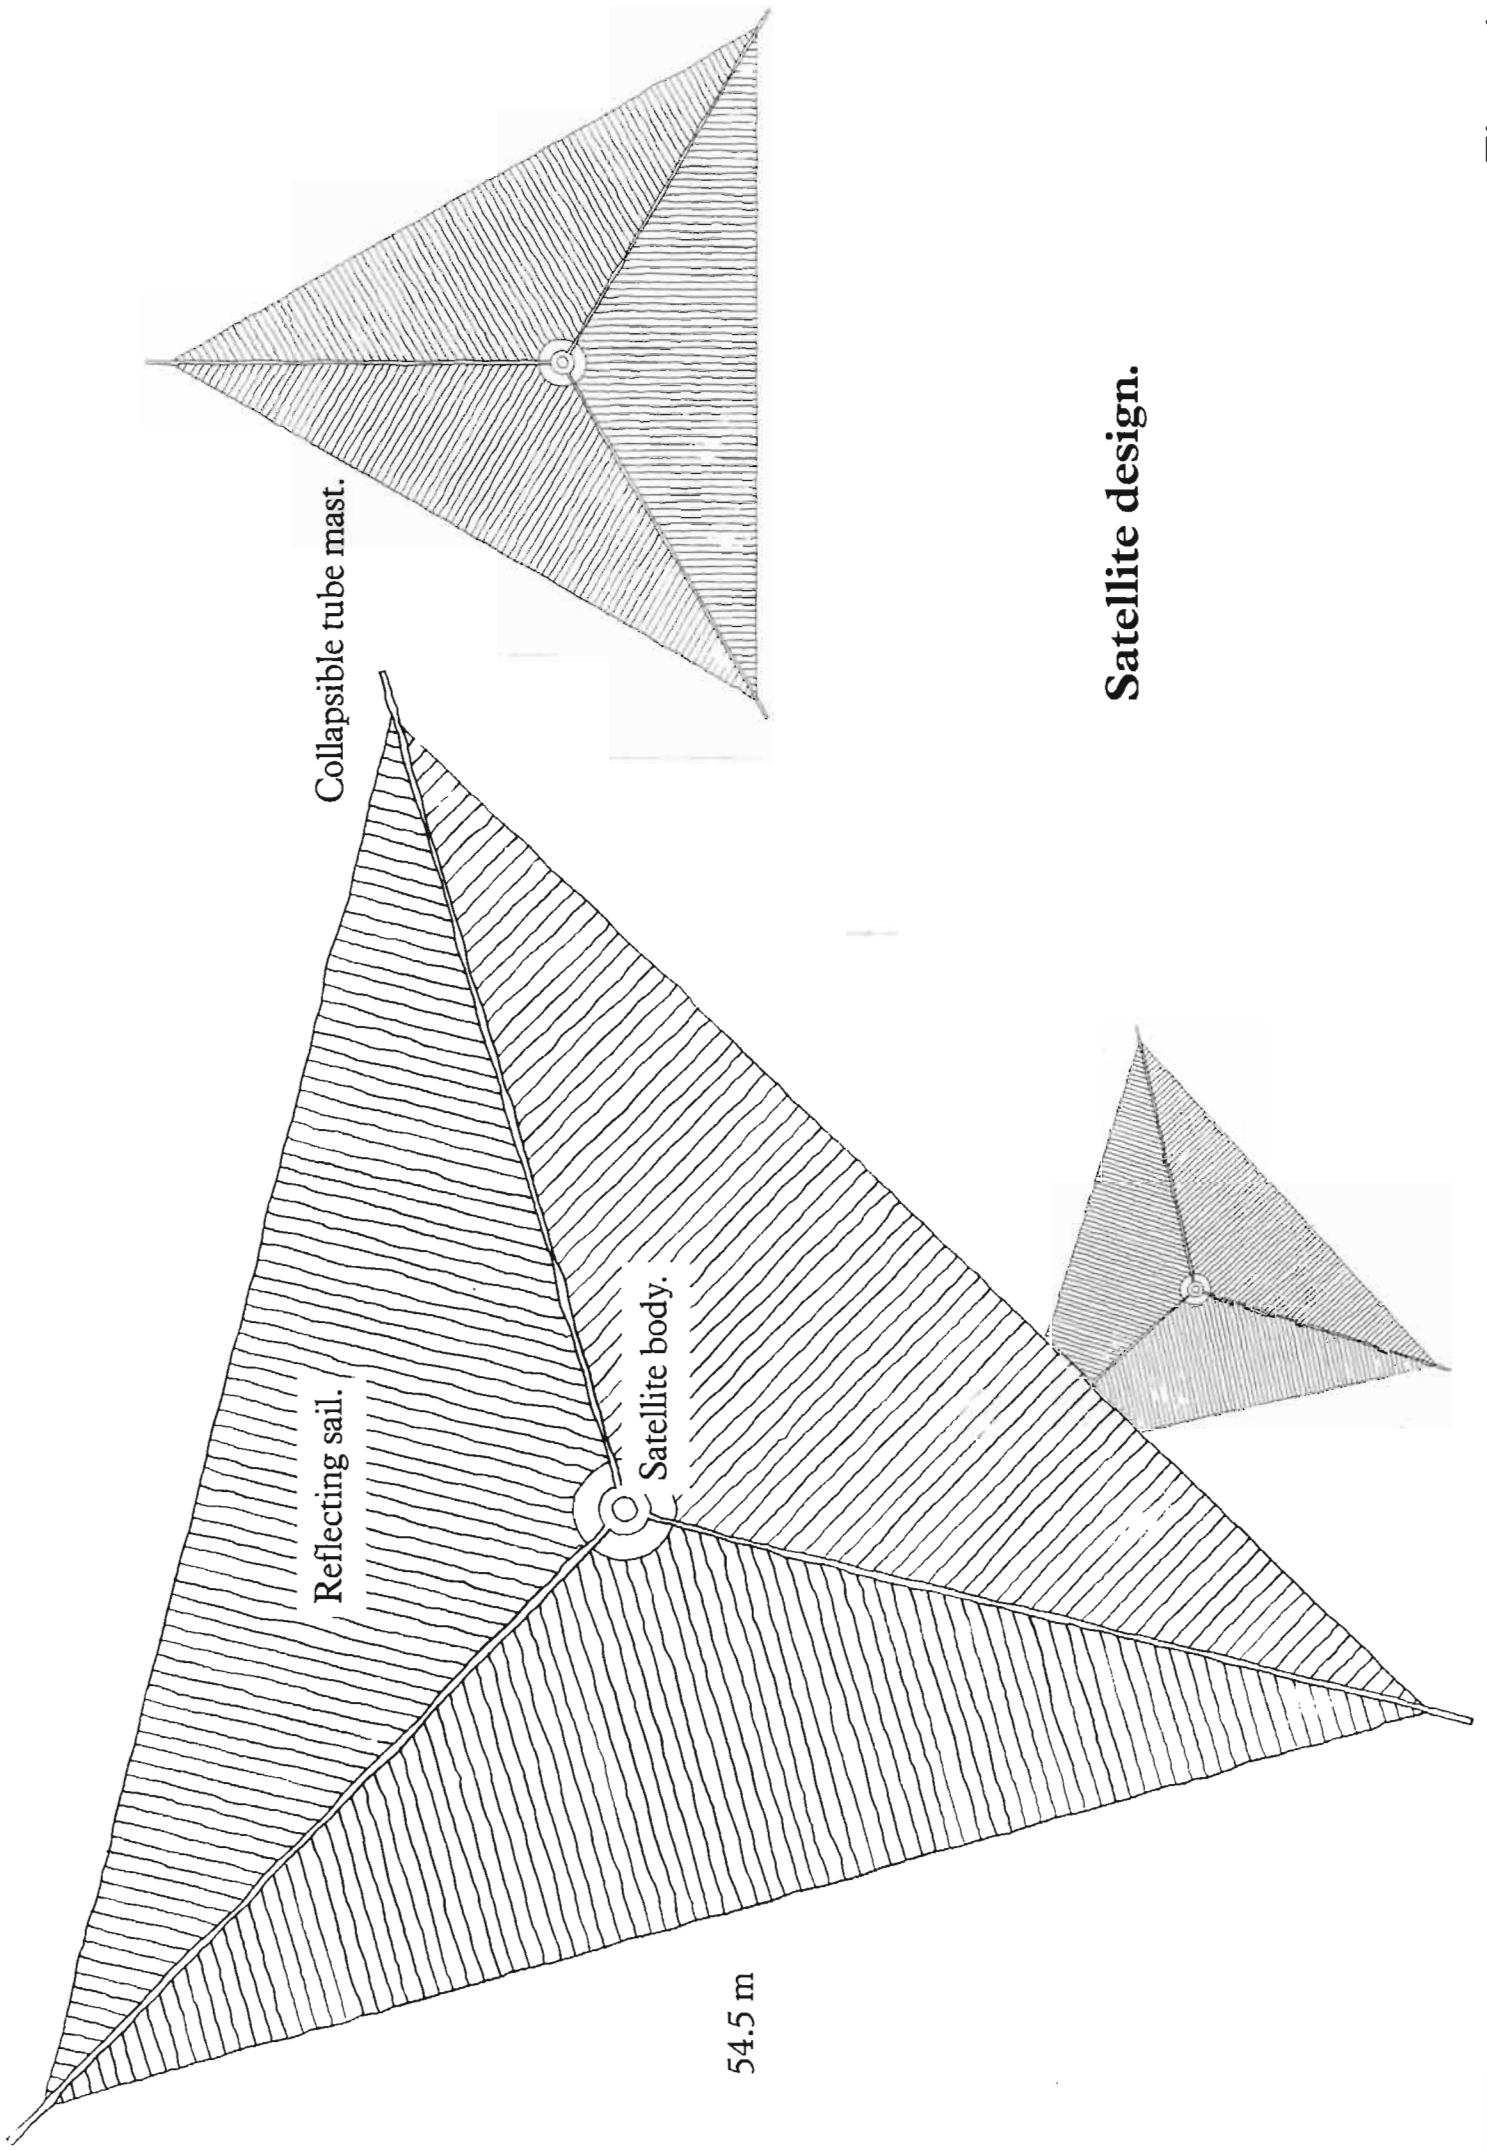 Collapsible tube mast.
Reflecting sail.
Satellite body.
54.5 m
Satellite design.